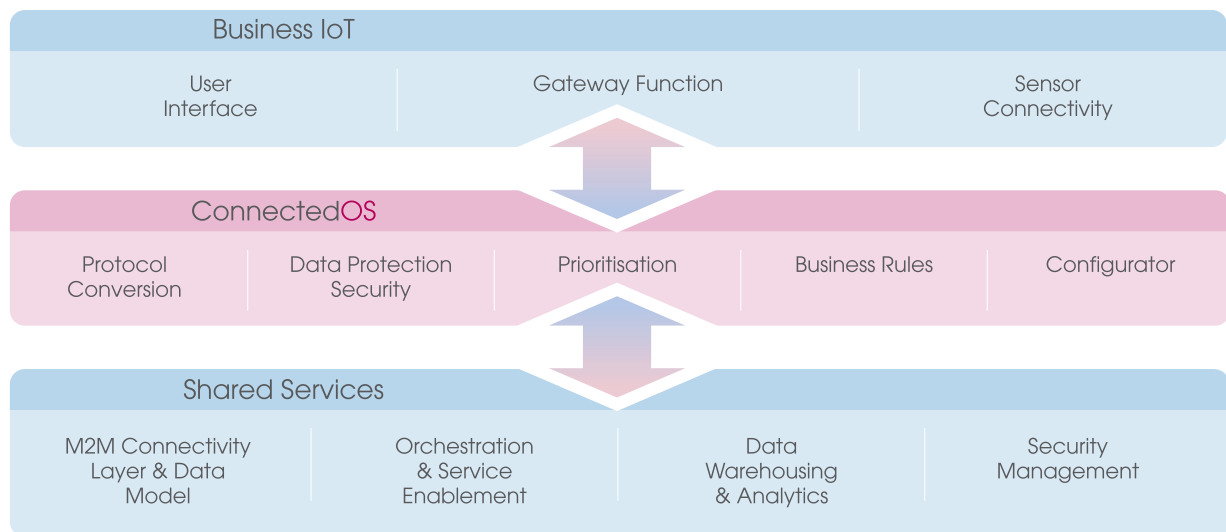 Business IoT
User
Interface
Gateway Function
Sensor
Connectivity
ConnectedOS
Protocol
Conversion
Data Protection
Security
Prioritisation
Business Rules
Configurator
Shared Services
M2M Connectivity
Layer & Data
Model
Orchestration
& Service
Enablement
Data
Warehousing
& Analytics
Security
Management